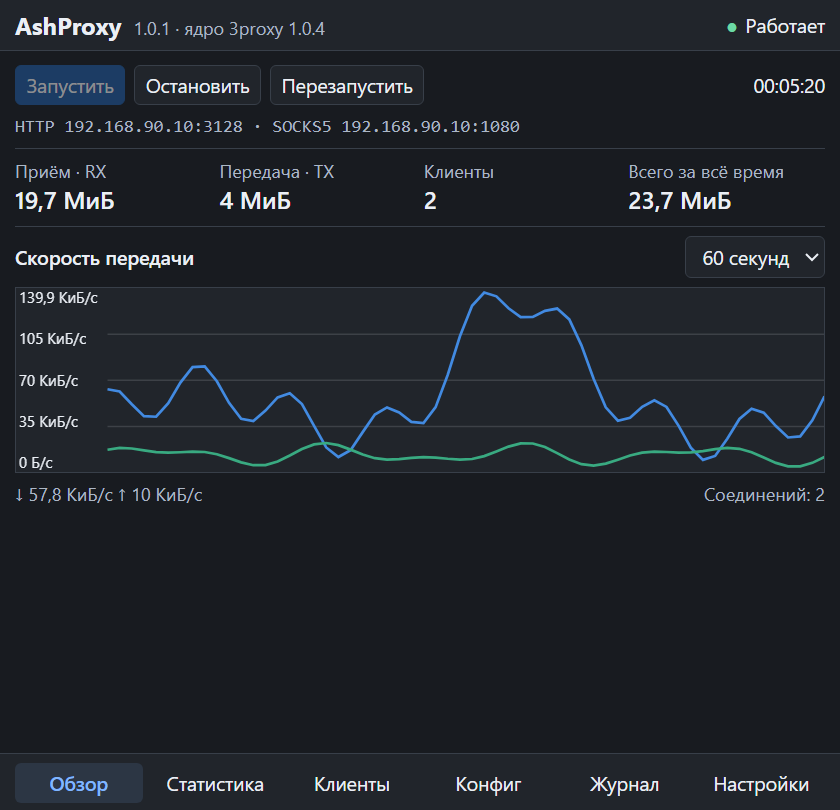 AshProxy 1.0.1 · ядро 3proxy 1.0.4
Работает
Запустить Остановить Перезапустить 00:05:20
HTTP 192.168.90.10:3128 · SOCKS5 192.168.90.10:1080
Приём · RX Передача · TX Клиенты Всего за всё время
19,7 МиБ 4 МиБ 2 23,7 МиБ
Скорость передачи 60 секунд
139,9 КиБ/с
105 КиБ/с
70 КиБ/с
35 КиБ/с
0 Б/с
↓ 57,8 КиБ/с ↑ 10 КиБ/с Соединений: 2
Обзор Статистика Клиенты Конфиг Журнал Настройки